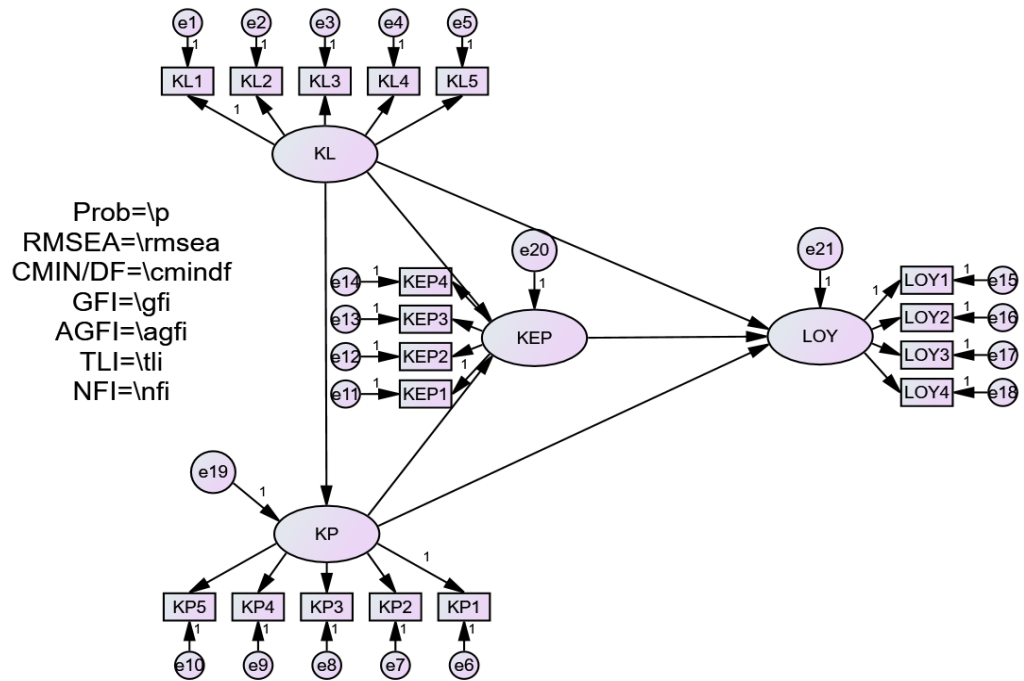 e1 e2 e3 e4 e5
1 1 1 1 1
KL1 KL2 KL3 KL4 KL5
1
KL
Prob=\p
RMSEA=\rmsea
CMIN/DF=\cmindf
GFI=\gfi
AGFI=\agfi
TLI=\tli
NFI=\nfi
e20
1
e14 1 KEP4
e13 1 KEP3
e12 1 KEP2
e11 1 KEP1
1
KEP
e21
1
LOY
1
LOY1 1 e15
LOY2 1 e16
LOY3 1 e17
LOY4 1 e18
e19
1
KP
1
KP5 KP4 KP3 KP2 KP1
1 1 1 1 1
e10 e9 e8 e7 e6